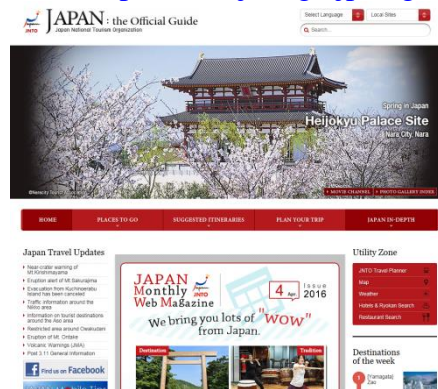 JAPAN : the Official Guide
Japan National Tourism Organization
JNTO
Select Language
Local Sites
Search...
Spring in Japan
Heijokyu Palace Site
Nara City, Nara
MOVIE CHANNEL
PHOTO GALLERY INDEX
HOME
PLACES TO GO
SUGGESTED ITINERARIES
PLAN YOUR TRIP
JAPAN IN-DEPTH
Japan Travel Updates
Near-crater warning of
Mt.Kirishimayama
Eruption alert of Mt Sakurajima
Evacuation from Kuchinoerabu
Island has been canceled
Traffic information around the
Nikko area
Information on tourist destinations
around the Aso area
Restricted area around Owakudani
Eruption of Mt. Ontake
Volcanic Warnings (JMA)
Post 3.11 General Information
Find us on Facebook
JAPAN
Monthly
Web Magazine
JNTO
4 Apr. Issue
2016
We bring you lots of "WOW"
from Japan.
Destination
Tradition
Utility Zone
JNTO Travel Planner
Map
Weather
Hotels & Ryokan Search
Restaurant Search
Destinations
of the week
1
[Yamagata]
Zao